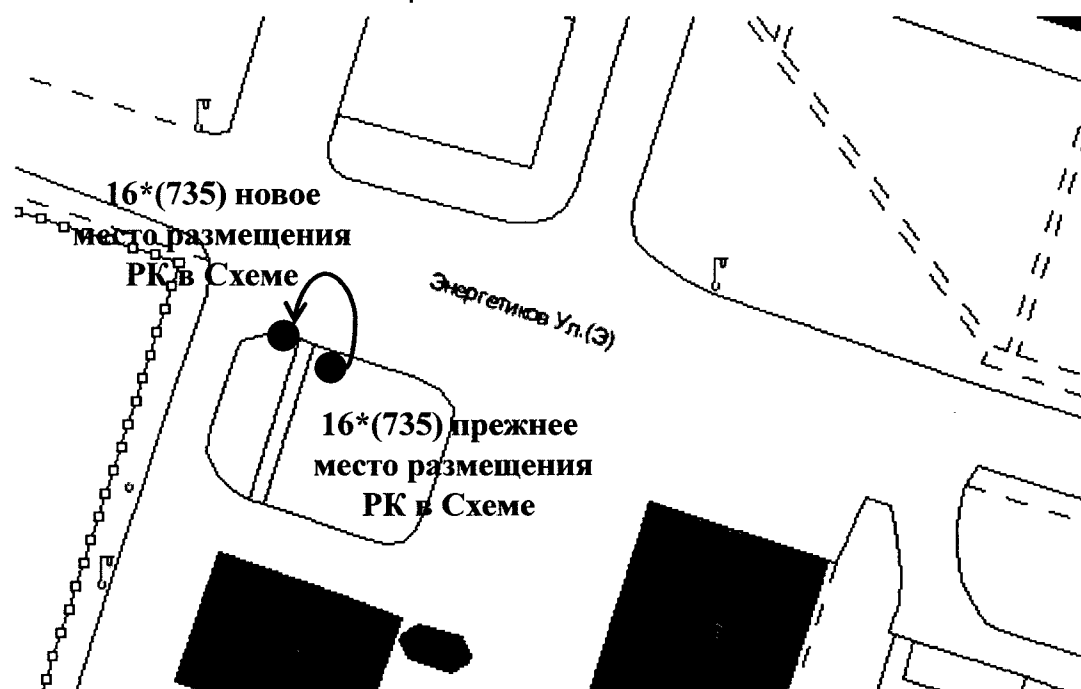 16*(735) новое
место размещения
РК в Схеме
Энергетиков Ул.(Э)
16*(735) прежнее
место размещения
РК в Схеме